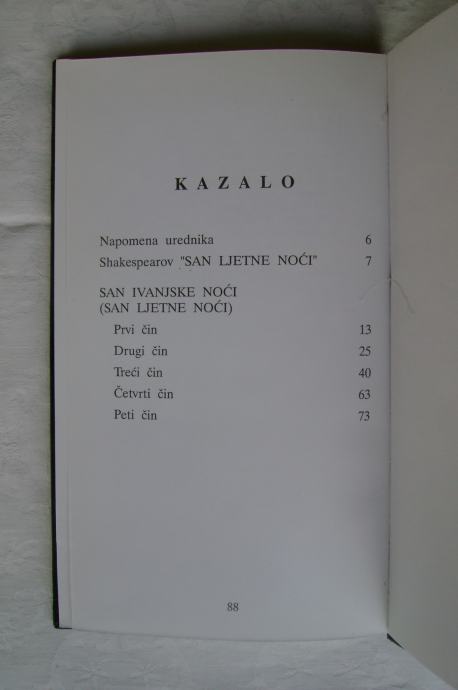 KAZALO
Napomena urednika 6
Shakespearov "SAN LJETNE NOĆI" 7
SAN IVANJSKE NOĆI
(SAN LJETNE NOĆI)
Prvi čin 13
Drugi čin 25
Treći čin 40
Četvrti čin 63
Peti čin 73
88